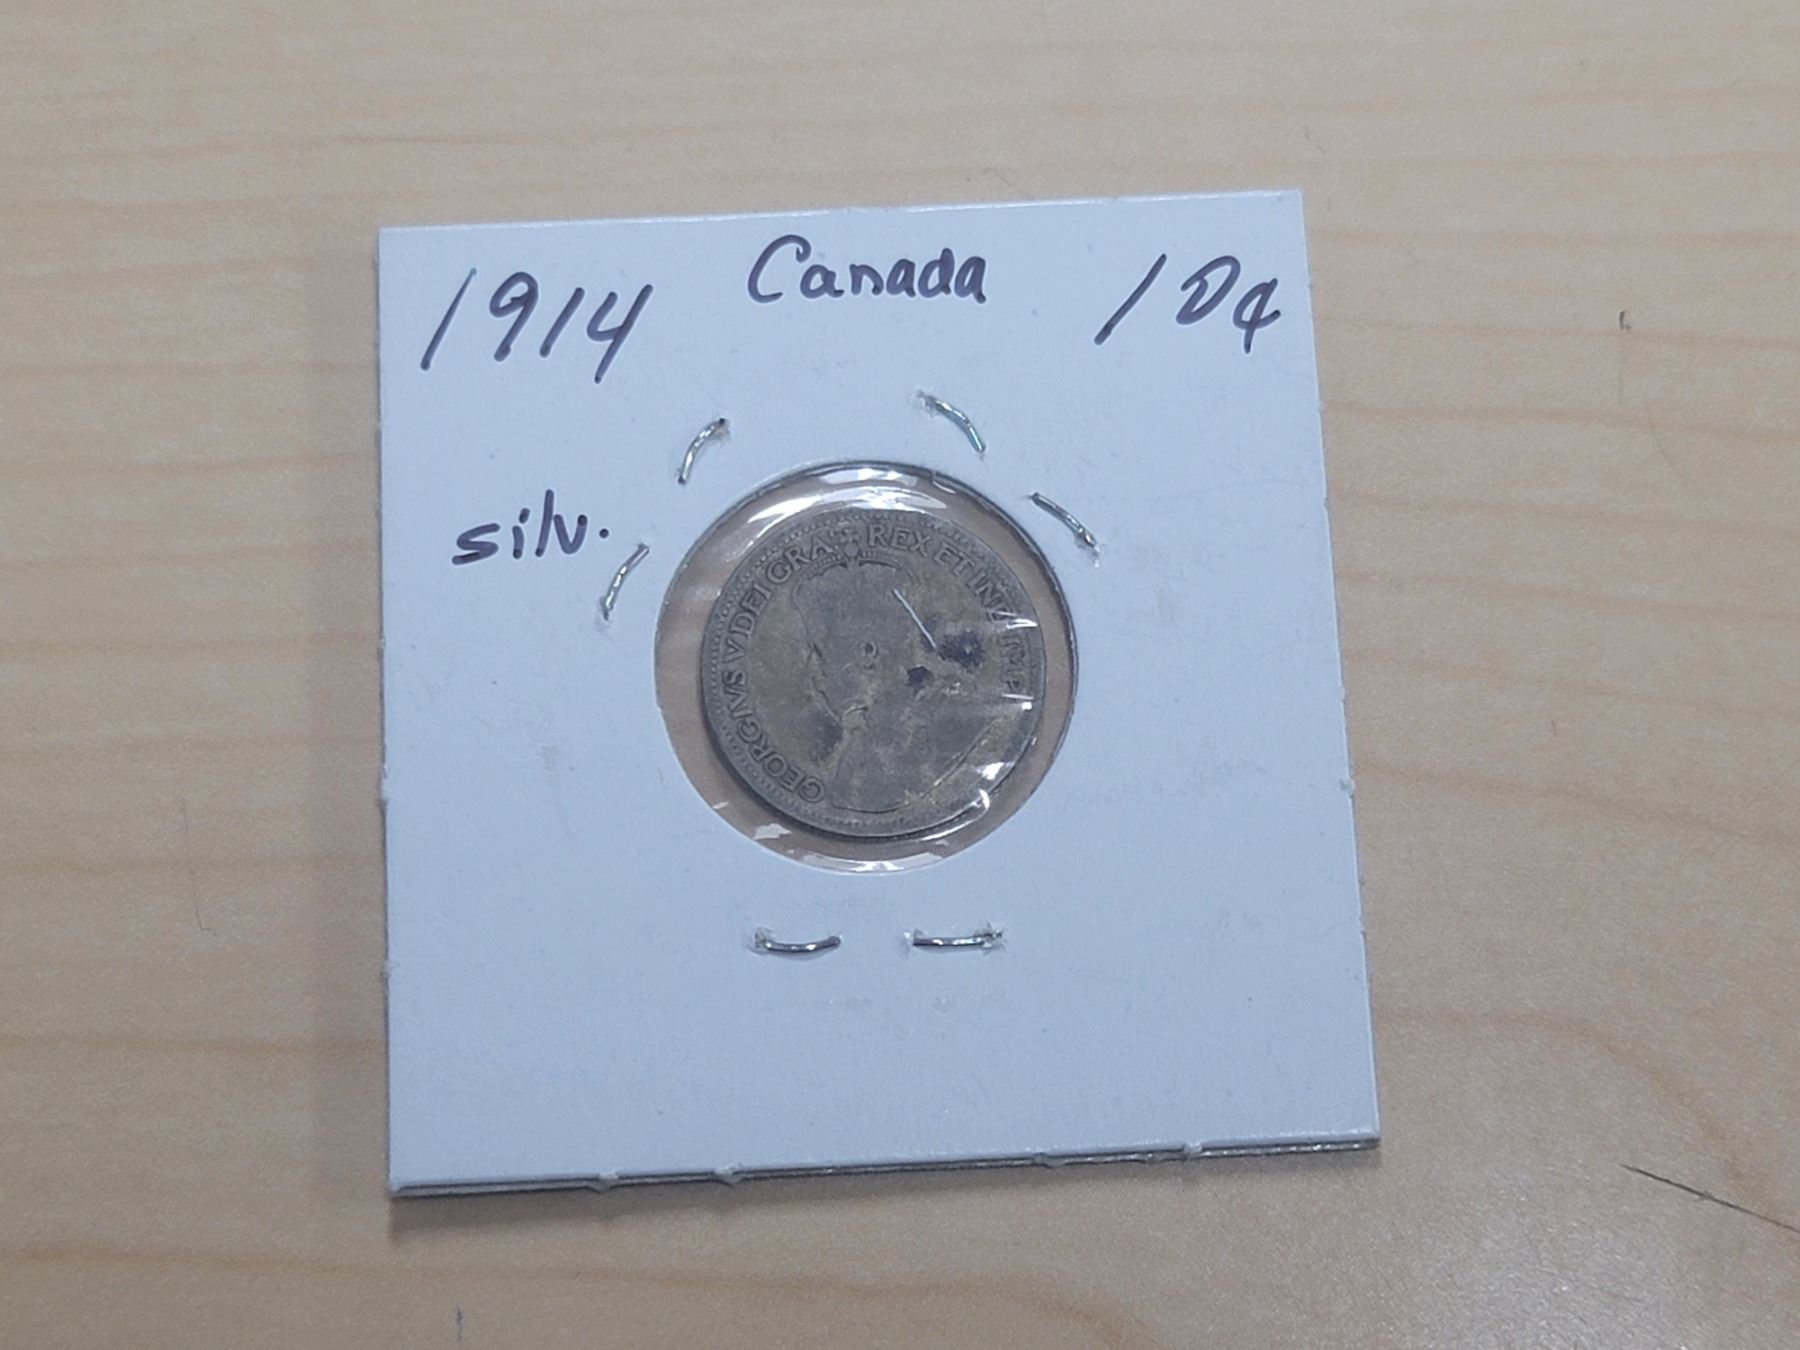 1914 Canada 10¢
silv.
GEORGIVS V DEI GRA: REX ET IND: IMP: